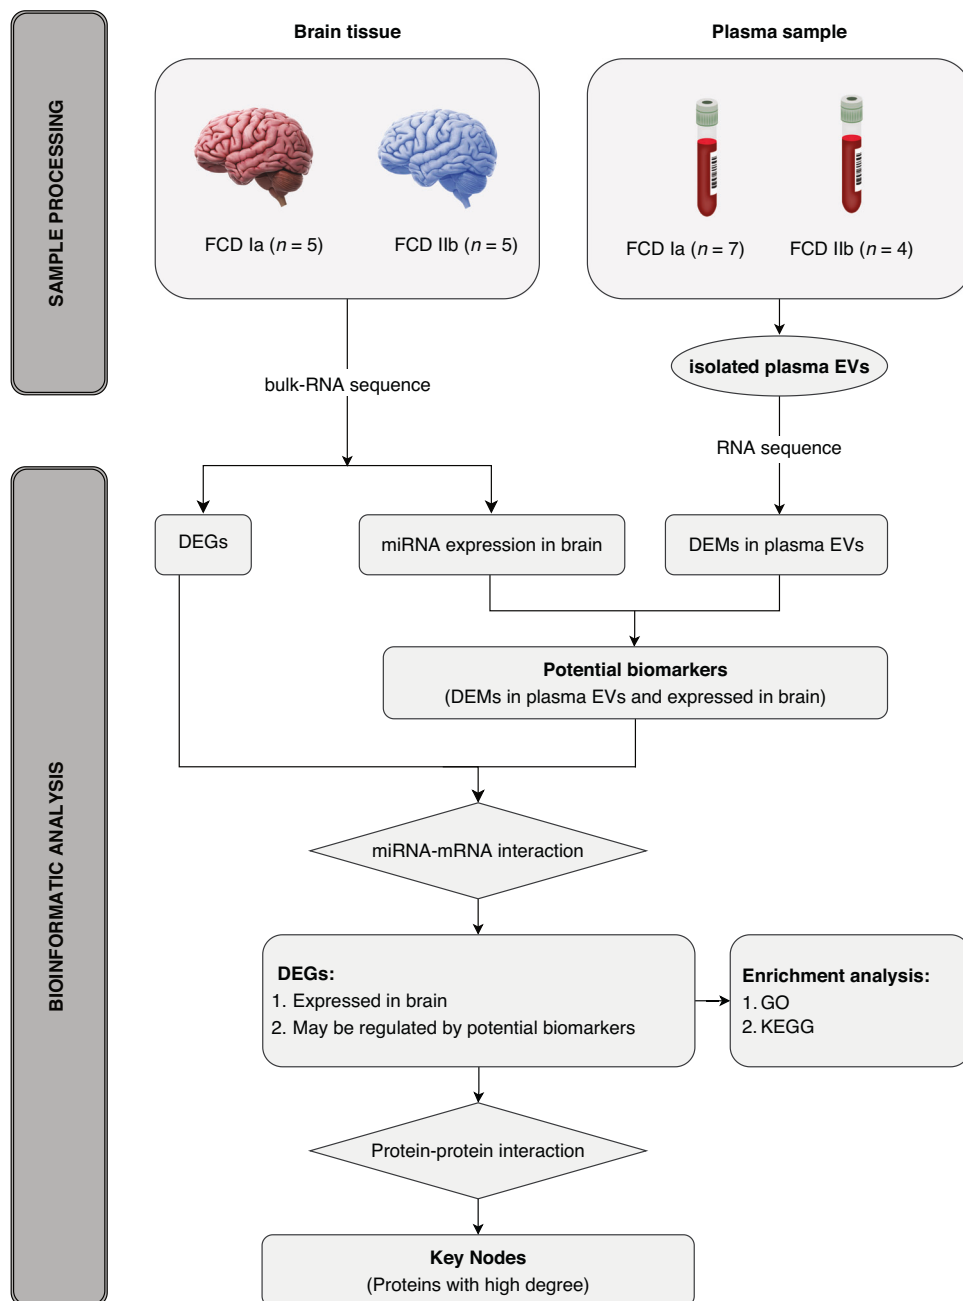 SAMPLE PROCESSING
Brain tissue
Plasma sample
FCD Ia (n = 5)
FCD IIb (n = 5)
FCD Ia (n = 7)
FCD IIb (n = 4)
isolated plasma EVs
bulk-RNA sequence
RNA sequence
BIOINFORMATIC ANALYSIS
DEGs
miRNA expression in brain
DEMs in plasma EVs
Potential biomarkers
(DEMs in plasma EVs and expressed in brain)
miRNA-mRNA interaction
DEGs:
1. Expressed in brain
2. May be regulated by potential biomarkers
Enrichment analysis:
1. GO
2. KEGG
Protein-protein interaction
Key Nodes
(Proteins with high degree)